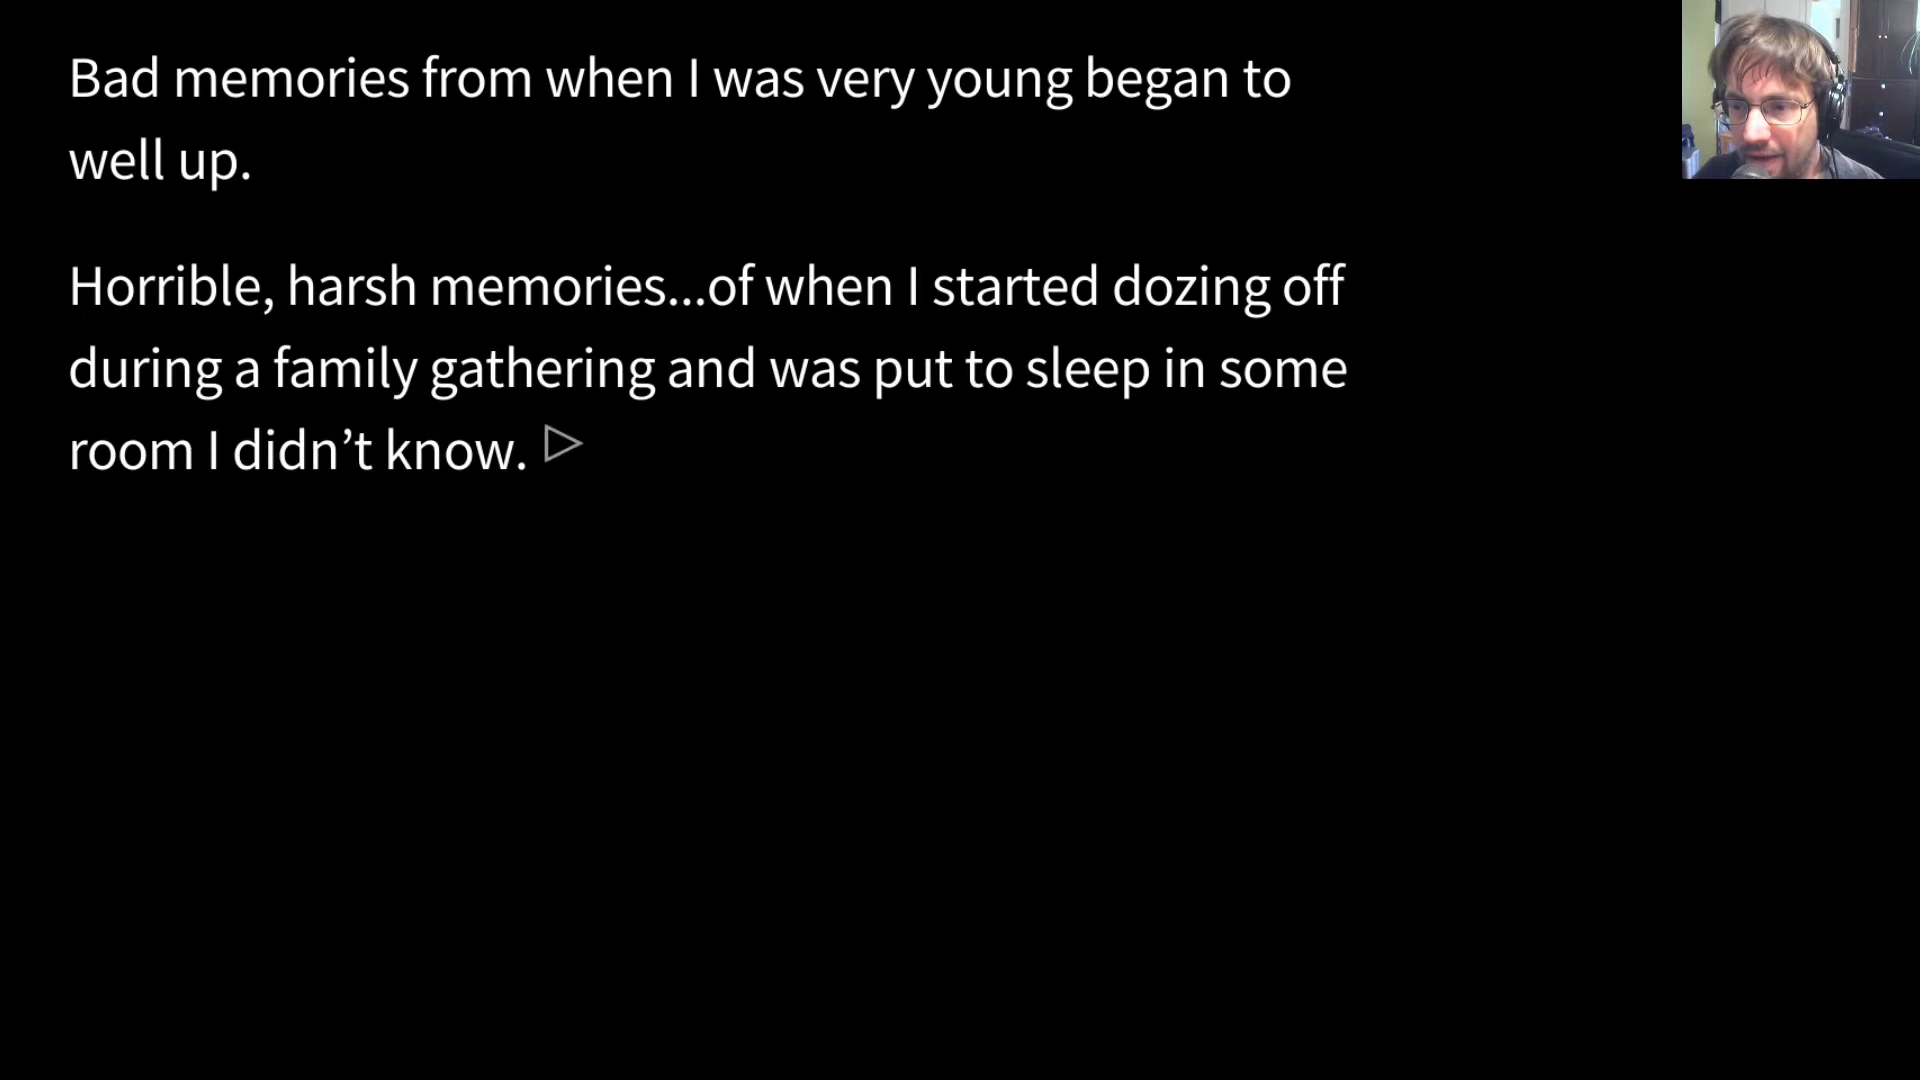 Bad memories from when I was very young began to
well up.
Horrible, harsh memories...of when I started dozing off
during a family gathering and was put to sleep in some
room I didn’t know.